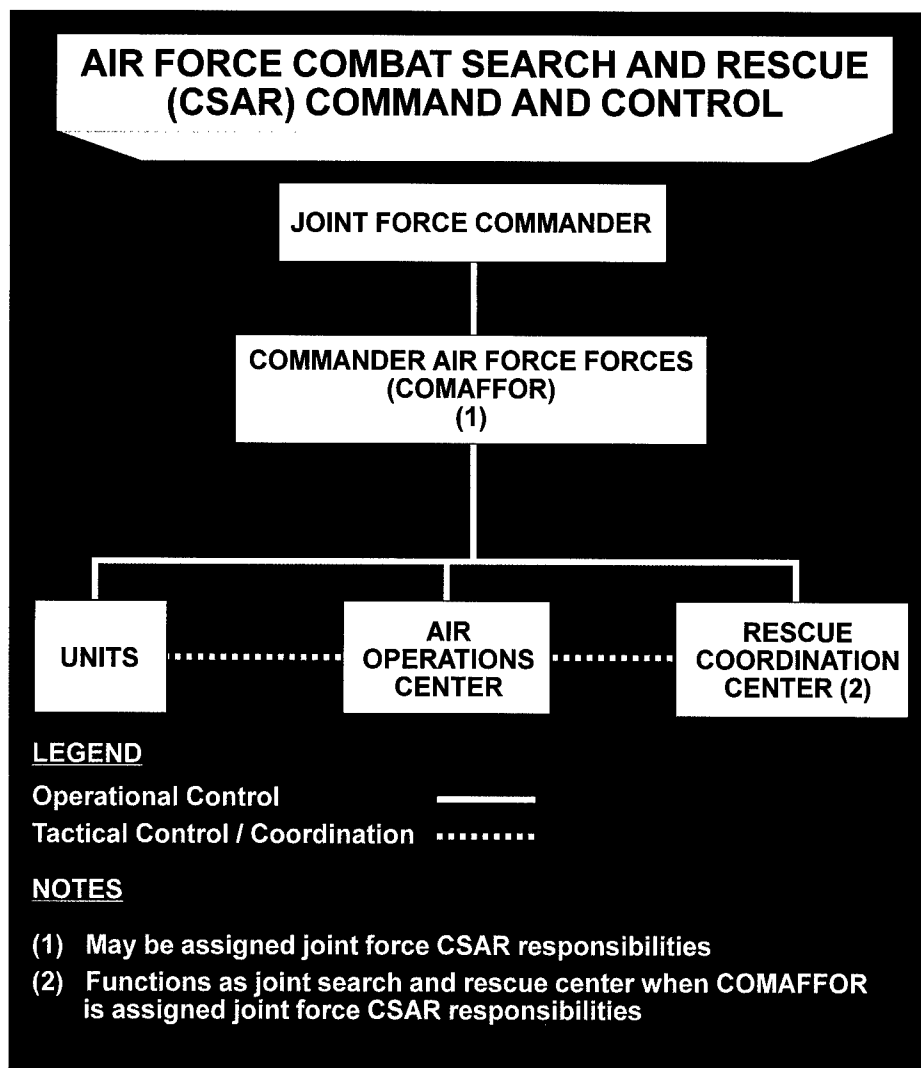 AIR FORCE COMBAT SEARCH AND RESCUE
(CSAR) COMMAND AND CONTROL
JOINT FORCE COMMANDER
COMMANDER AIR FORCE FORCES
(COMAFFOR)
(1)
UNITS
AIR
OPERATIONS
CENTER
RESCUE
COORDINATION
CENTER (2)
LEGEND
Operational Control
Tactical Control / Coordination
NOTES
(1) May be assigned joint force CSAR responsibilities
(2) Functions as joint search and rescue center when COMAFFOR
is assigned joint force CSAR responsibilities